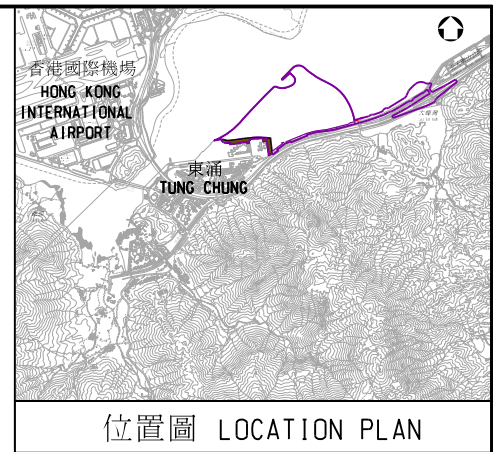 香港國際機場
HONG KONG
INTERNATIONAL
AIRPORT
東涌
TUNG CHUNG
位置圖 LOCATION PLAN